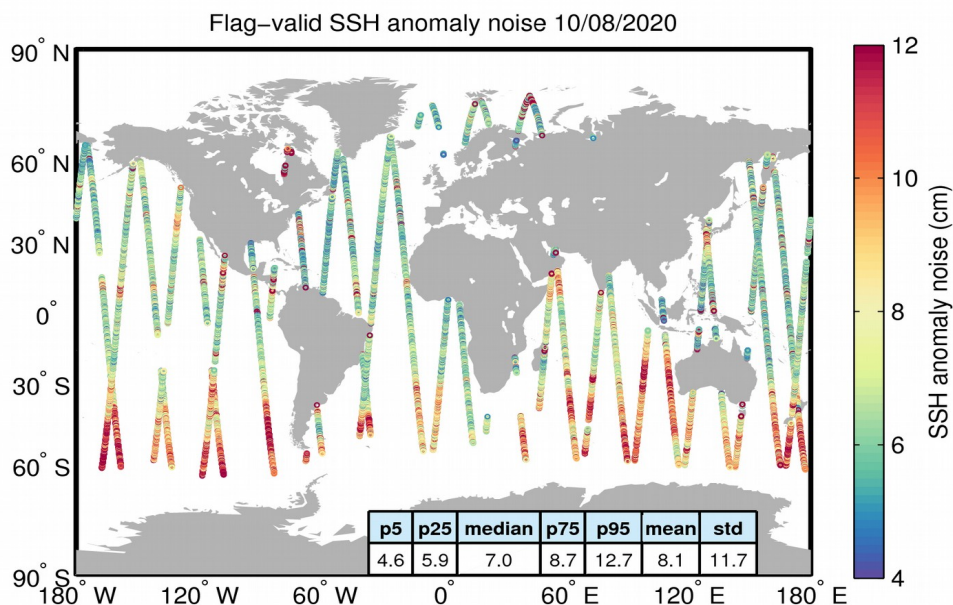 Flag−valid SSH anomaly noise 10/08/2020
90° N
60° N
30° N
0°
30° S
60° S
90° S
180° W
120° W
60° W
0°
60° E
120° E
180° E
12
10
8
6
4
SSH anomaly noise (cm)
p5 p25 median p75 p95 mean std
4.6 5.9 7.0 8.7 12.7 8.1 11.7